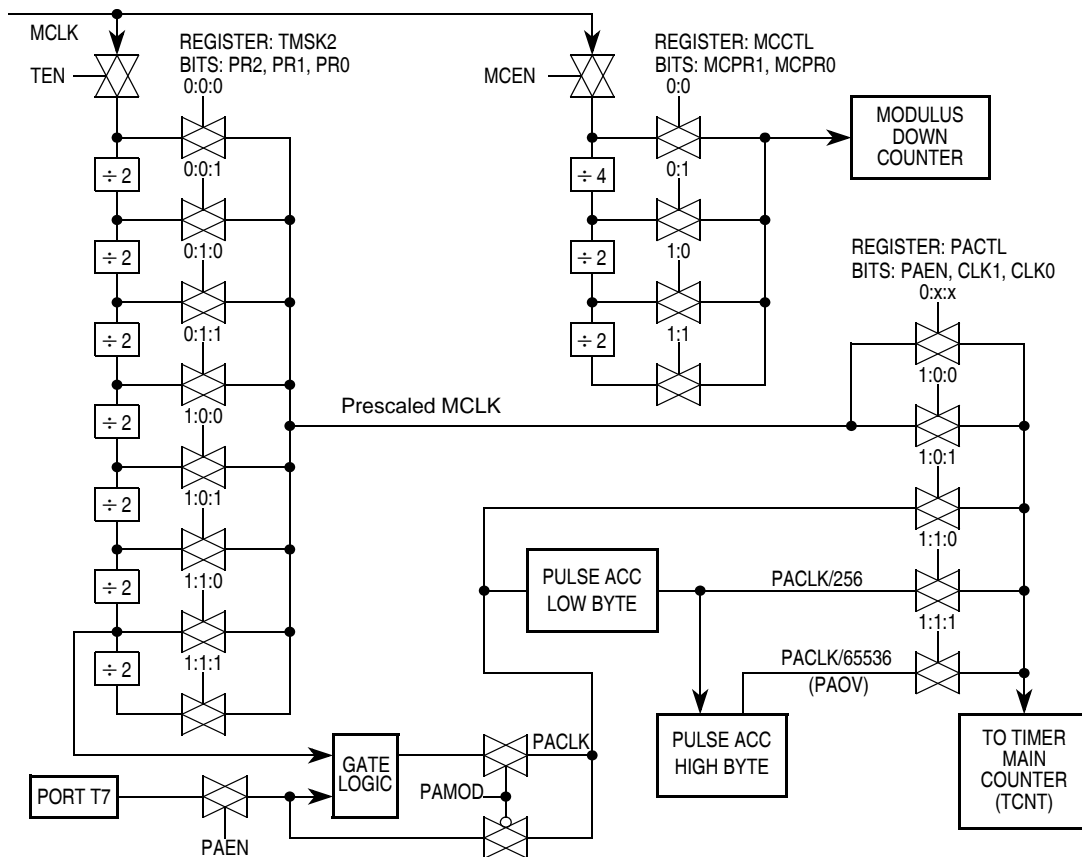 MCLK
TEN
REGISTER: TMSK2
BITS: PR2, PR1, PR0
0:0:0
÷ 2
0:0:1
÷ 2
0:1:0
÷ 2
0:1:1
÷ 2
1:0:0
÷ 2
1:0:1
÷ 2
1:1:0
÷ 2
1:1:1
MCEN
REGISTER: MCCTL
BITS: MCPR1, MCPR0
0:0
÷ 4
0:1
÷ 2
1:0
÷ 2
1:1
MODULUS
DOWN
COUNTER
REGISTER: PACTL
BITS: PAEN, CLK1, CLK0
0:x:x
1:0:0
1:0:1
1:1:0
1:1:1
Prescaled MCLK
PULSE ACC
LOW BYTE
PACLK/256
PACLK/65536
(PAOV)
PULSE ACC
HIGH BYTE
TO TIMER
MAIN
COUNTER
(TCNT)
PORT T7
PAEN
GATE
LOGIC
PACLK
PAMOD